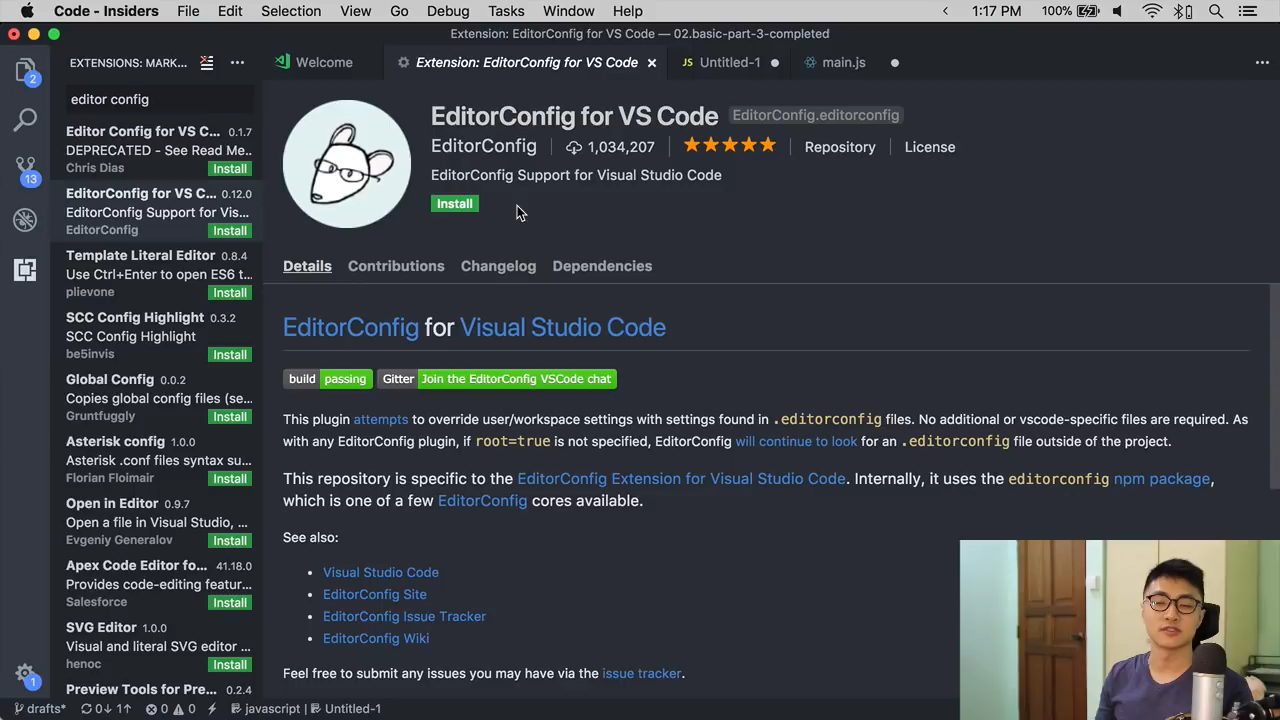 Code - Insiders File Edit Selection View Go Debug Tasks Window Help 1:17 PM 100%
Extension: EditorConfig for VS Code — 02.basic-part-3-completed
EXTENSIONS: MARK...
Welcome
Extension: EditorConfig for VS Code
JS Untitled-1
main.js
2
13
1
editor config
Editor Config for VS C... 0.1.7
DEPRECATED - See Read Me...
Chris Dias Install
EditorConfig for VS C... 0.12.0
EditorConfig Support for Vis...
EditorConfig Install
Template Literal Editor 0.8.4
Use Ctrl+Enter to open ES6 t...
plievone Install
SCC Config Highlight 0.3.2
SCC Config Highlight
be5invis Install
Global Config 0.0.2
Copies global config files (se...
Gruntfuggly Install
Asterisk config 1.0.0
Asterisk .conf files syntax su...
Florian Floimair Install
Open in Editor 0.9.7
Open a file in Visual Studio, ...
Evgeniy Generalov Install
Apex Code Editor fo... 41.18.0
Provides code-editing featur...
Salesforce Install
SVG Editor 1.0.0
Visual and literal SVG editor ...
henoc Install
Preview Tools for Pre... 0.2.4
EditorConfig for VS Code EditorConfig.editorconfig
EditorConfig 1,034,207 Repository License
EditorConfig Support for Visual Studio Code
Install
Details Contributions Changelog Dependencies
EditorConfig for Visual Studio Code
build passing Gitter Join the EditorConfig VSCode chat
This plugin attempts to override user/workspace settings with settings found in .editorconfig files. No additional or vscode-specific files are required. As
with any EditorConfig plugin, if root=true is not specified, EditorConfig will continue to look for an .editorconfig file outside of the project.
This repository is specific to the EditorConfig Extension for Visual Studio Code. Internally, it uses the editorconfig npm package,
which is one of a few EditorConfig cores available.
See also:
• Visual Studio Code
• EditorConfig Site
• EditorConfig Issue Tracker
• EditorConfig Wiki
Feel free to submit any issues you may have via the issue tracker.
drafts* 0↓ 1↑ 0 0 javascript | Untitled-1